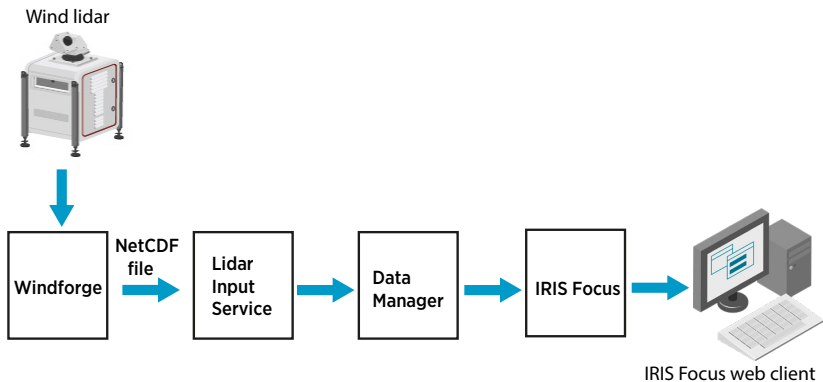 Wind lidar
Windforge
NetCDF
file
Lidar
Input
Service
Data
Manager
IRIS Focus
IRIS Focus web client